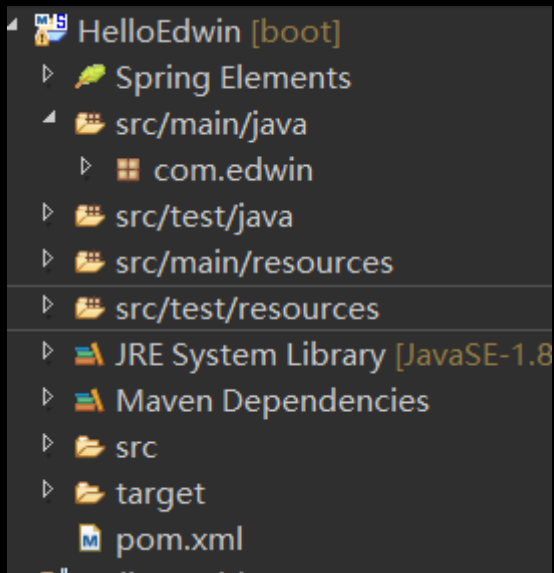 HelloEdwin [boot]
Spring Elements
src/main/java
com.edwin
src/test/java
src/main/resources
src/test/resources
JRE System Library [JavaSE-1.8
Maven Dependencies
src
target
pom.xml